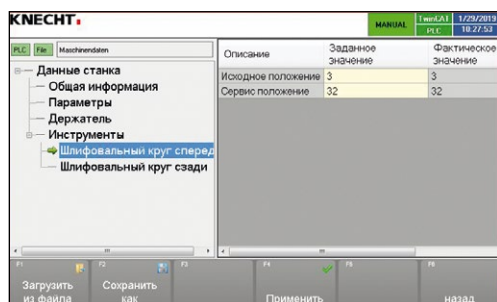 KNECHT.
MANUAL
TwinCAT 1/29/2019
PLC 10:27:53
PLC File Maschinendaten
Данные станка
Общая информация
Параметры
Держатель
Инструменты
Шлифовальный круг сперед
Шлифовальный круг сзади
Описание Заданное значение Фактическое значение
Исходное положение 3 3
Сервис положение 32 32
F1 Загрузить из файла
F2 Сохранить как
F3
F4 Применить
F5
F6 назад